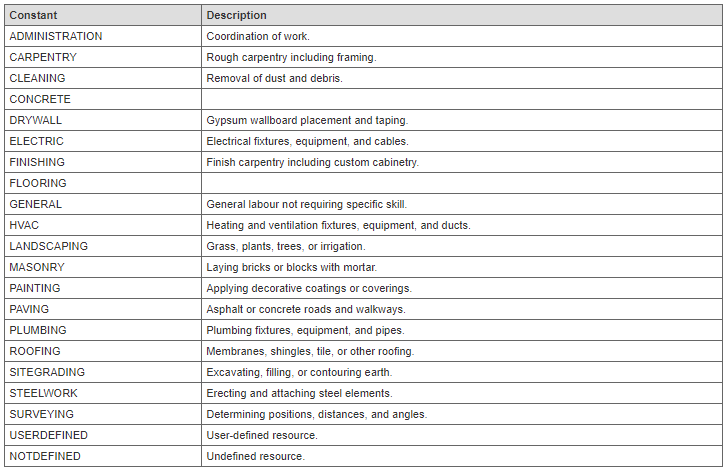 Constant Description
ADMINISTRATION Coordination of work.
CARPENTRY Rough carpentry including framing.
CLEANING Removal of dust and debris.
CONCRETE
DRYWALL Gypsum wallboard placement and taping.
ELECTRIC Electrical fixtures, equipment, and cables.
FINISHING Finish carpentry including custom cabinetry.
FLOORING
GENERAL General labour not requiring specific skill.
HVAC Heating and ventilation fixtures, equipment, and ducts.
LANDSCAPING Grass, plants, trees, or irrigation.
MASONRY Laying bricks or blocks with mortar.
PAINTING Applying decorative coatings or coverings.
PAVING Asphalt or concrete roads and walkways.
PLUMBING Plumbing fixtures, equipment, and pipes.
ROOFING Membranes, shingles, tile, or other roofing.
SITEGRADING Excavating, filling, or contouring earth.
STEELWORK Erecting and attaching steel elements.
SURVEYING Determining positions, distances, and angles.
USERDEFINED User-defined resource.
NOTDEFINED Undefined resource.